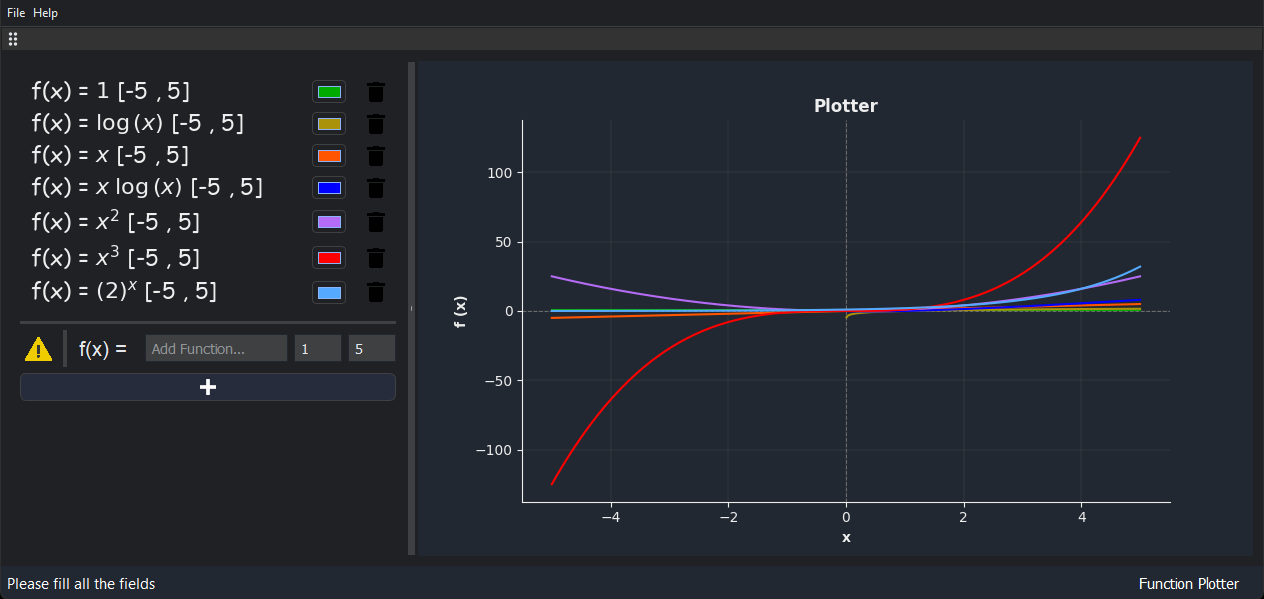 File Help
f(x) = 1 [-5 , 5]
f(x) = log (x) [-5 , 5]
f(x) = x [-5 , 5]
f(x) = x log (x) [-5 , 5]
f(x) = x² [-5 , 5]
f(x) = x³ [-5 , 5]
f(x) = (2)ˣ [-5 , 5]
f(x) = Add Function... 1 5
+
Plotter
100
50
0
−50
−100
f (x)
−4 −2 0 2 4
x
Please fill all the fields
Function Plotter